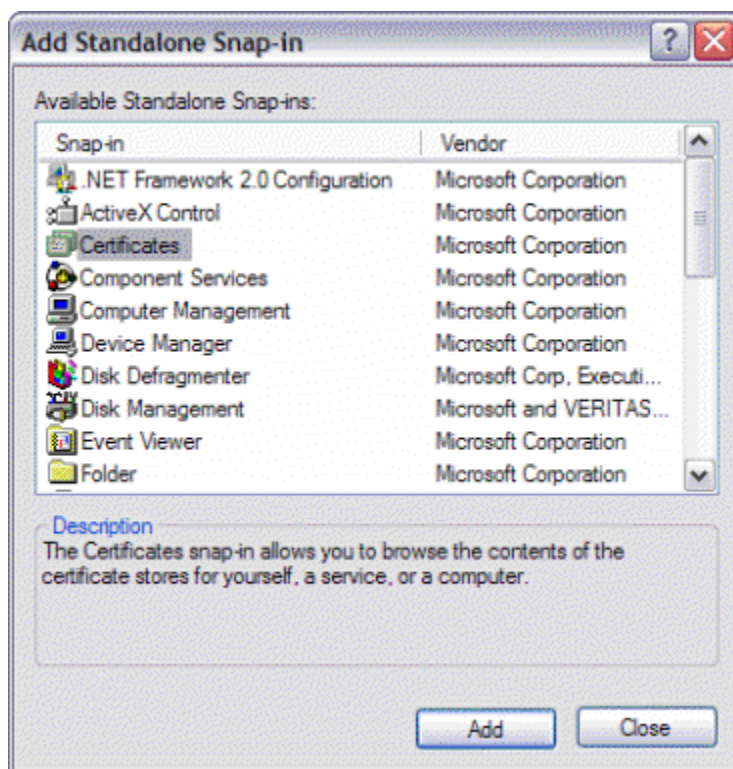 Add Standalone Snap-in
Available Standalone Snap-ins:
Snap-in Vendor
.NET Framework 2.0 Configuration Microsoft Corporation
ActiveX Control Microsoft Corporation
Certificates Microsoft Corporation
Component Services Microsoft Corporation
Computer Management Microsoft Corporation
Device Manager Microsoft Corporation
Disk Defragmenter Microsoft Corp, Executi...
Disk Management Microsoft and VERITAS...
Event Viewer Microsoft Corporation
Folder Microsoft Corporation
Description
The Certificates snap-in allows you to browse the contents of the
certificate stores for yourself, a service, or a computer.
Add Close